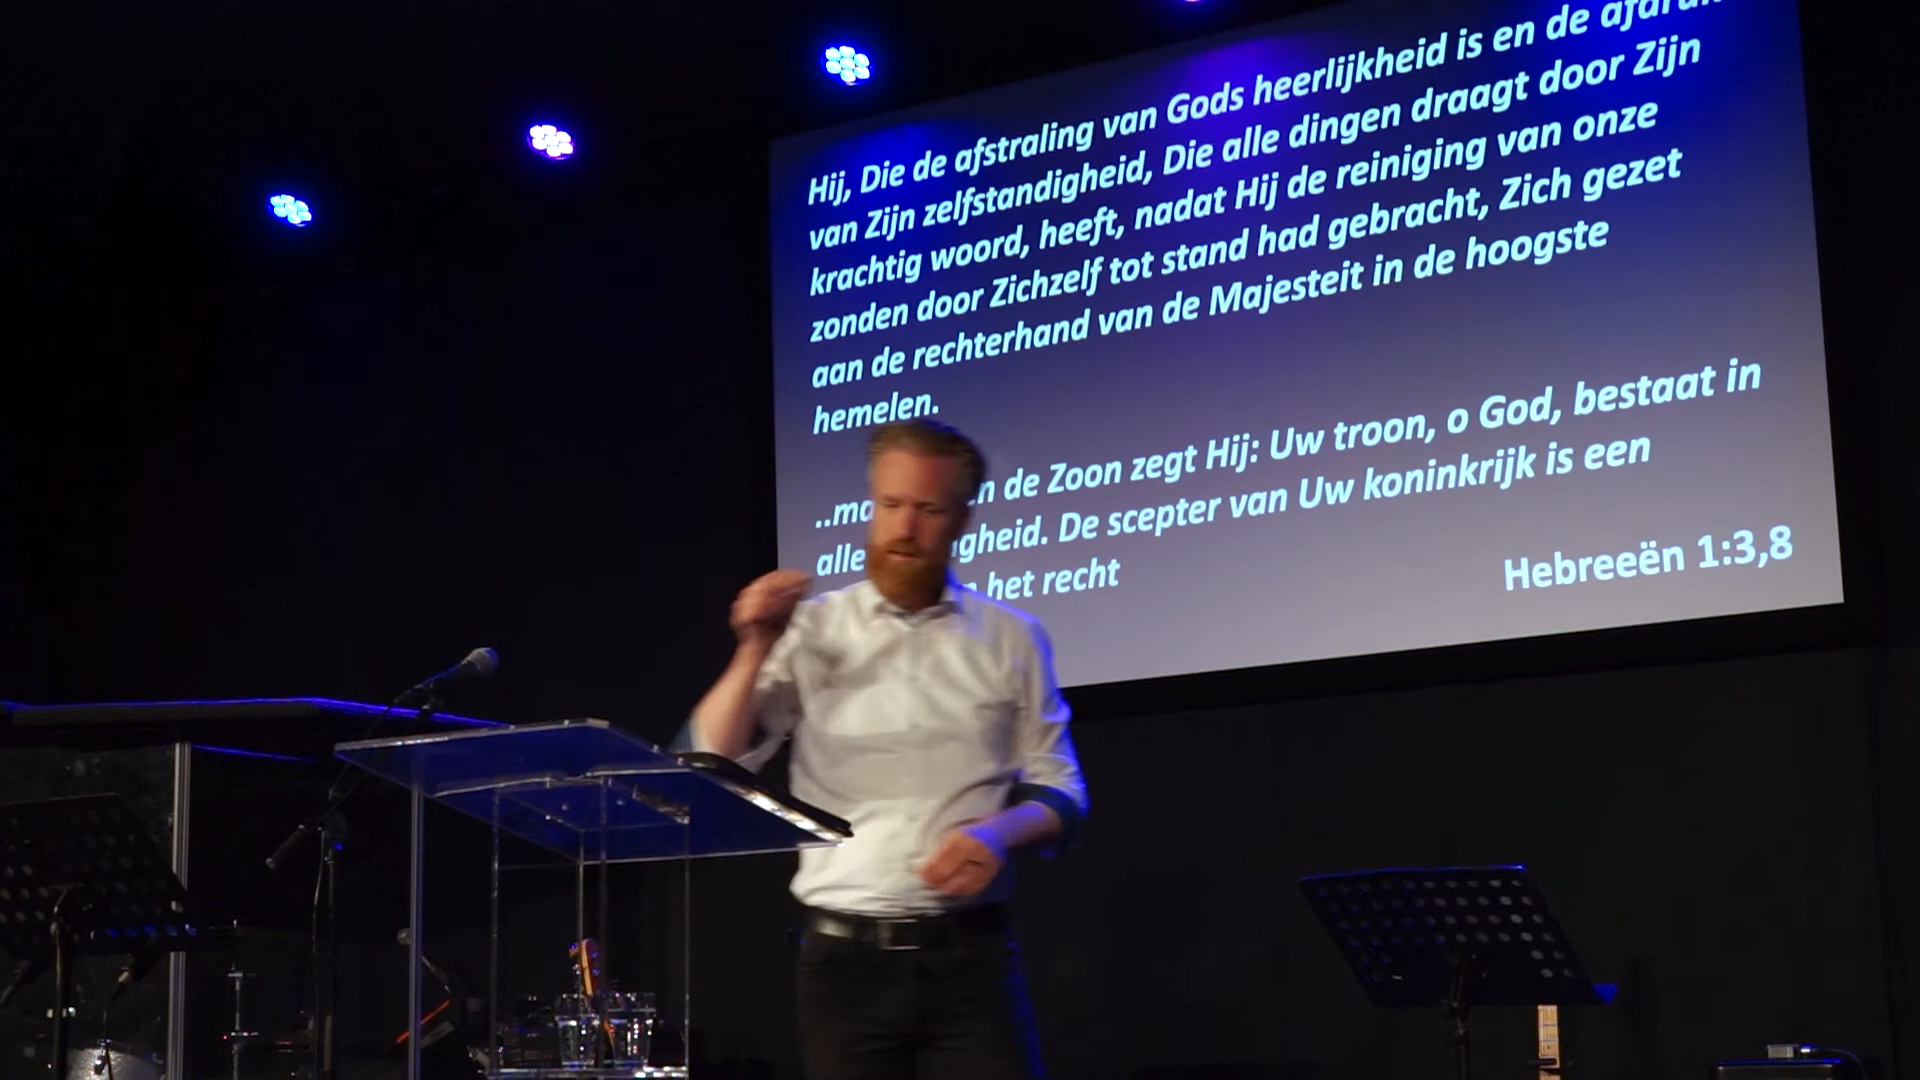 Hij, Die de afstraling van Gods heerlijkheid is en de
van Zijn zelfstandigheid, Die alle dingen draagt door Zijn
krachtig woord, heeft, nadat Hij de reiniging van onze
zonden door Zichzelf tot stand had gebracht, Zich gezet
aan de rechterhand van de Majesteit in de hoogste
hemelen.
de Zoon zegt Hij: Uw troon, o God, bestaat in
De scepter van Uw koninkrijk is een
het recht
Hebreeën 1:3,8